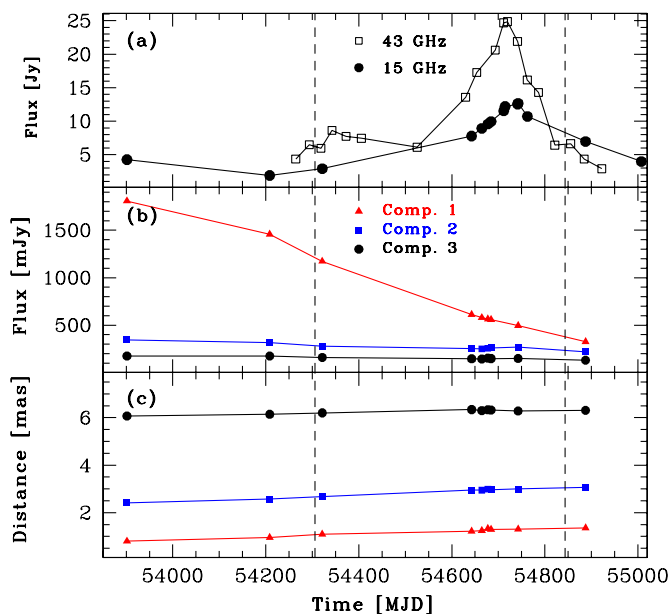 (a)
43 GHz
15 GHz
Flux [Jy]
25
20
15
10
5
(b)
Comp. 1
Comp. 2
Comp. 3
Flux [mJy]
1500
1000
500
(c)
Distance [mas]
6
4
2
54000 54200 54400 54600 54800 55000
Time [MJD]